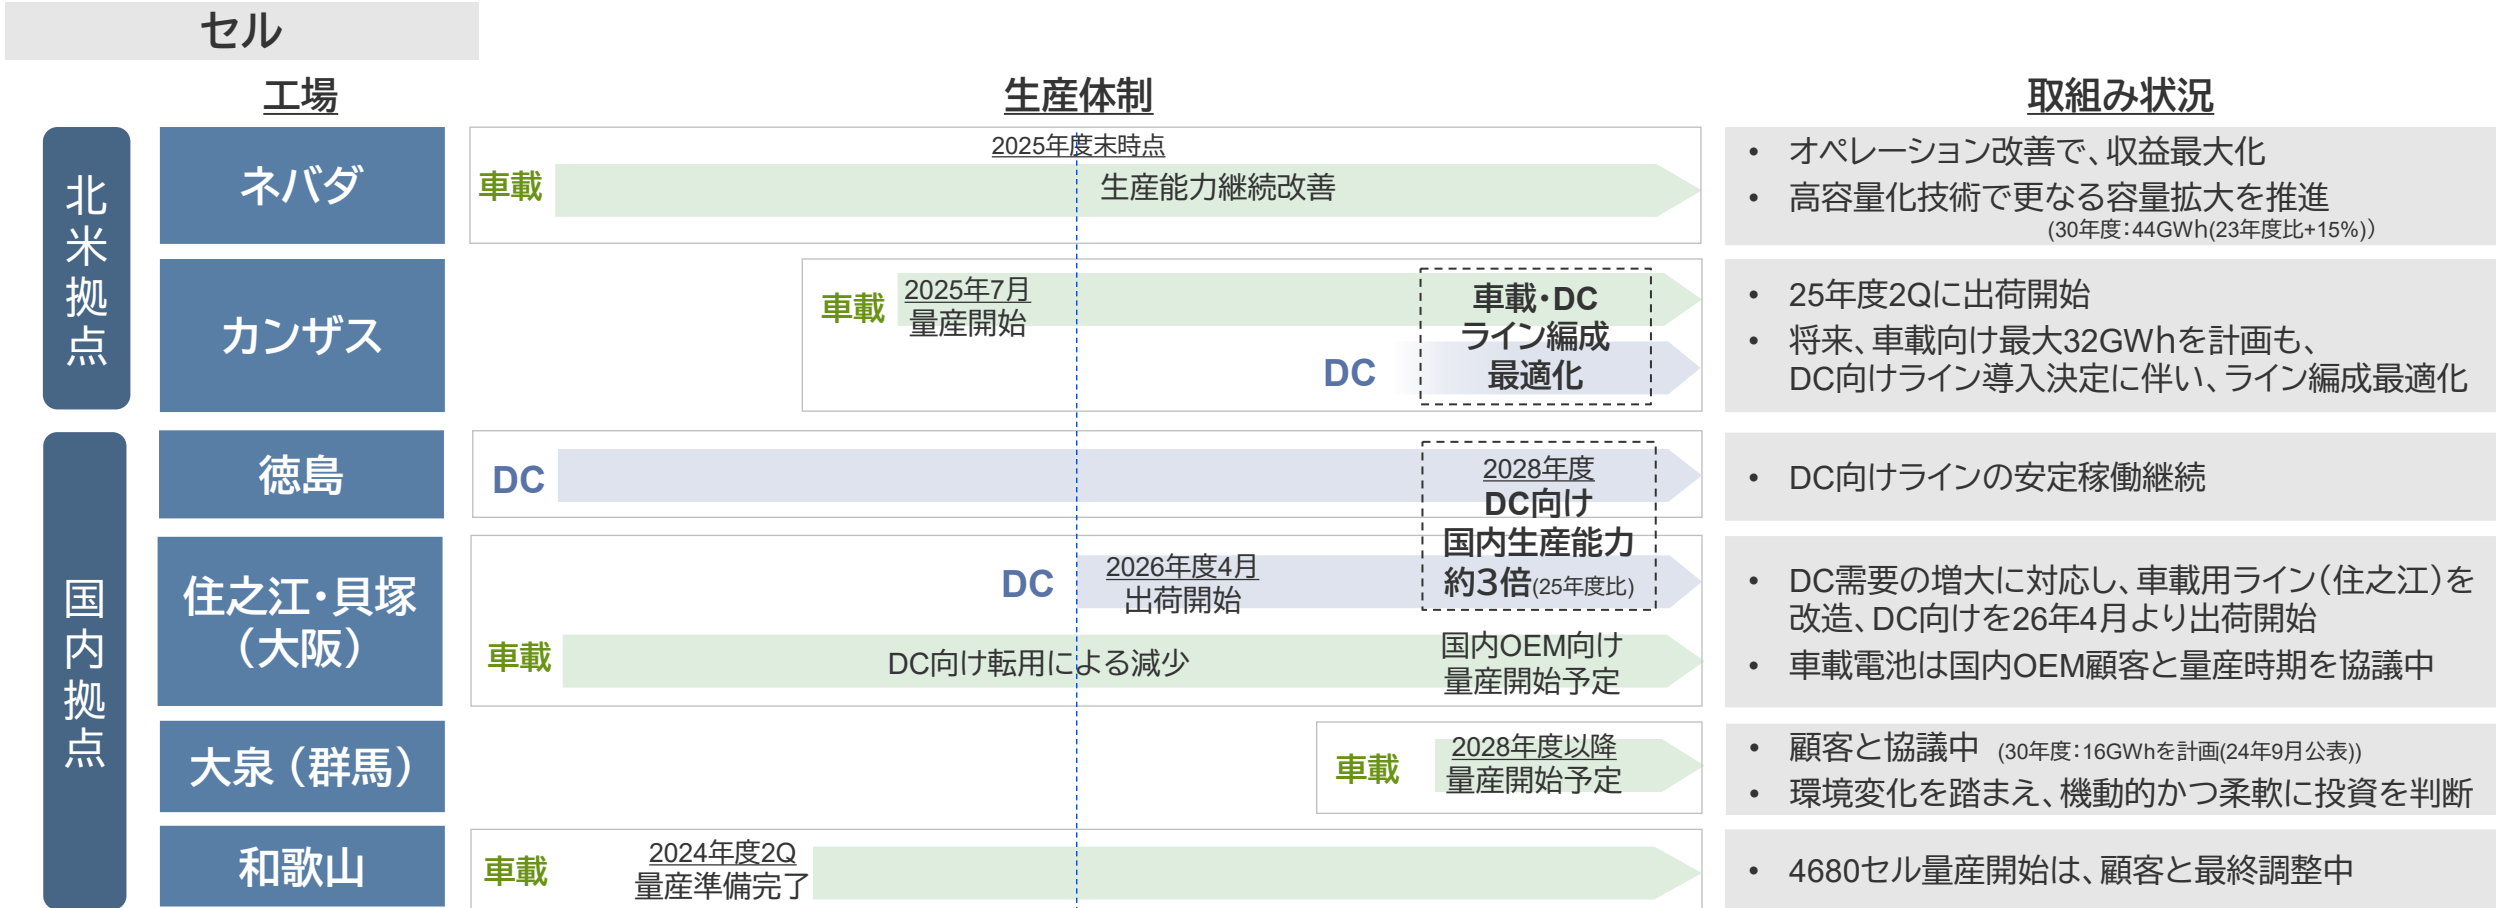 セル
工場
生産体制
取組み状況
北米拠点
ネバダ
車載
2025年度末時点
生産能力継続改善
• オペレーション改善で、収益最大化
• 高容量化技術で更なる容量拡大を推進
(30年度：44GWh(23年度比+15%)）
カンザス
車載
2025年7月
量産開始
DC
車載・DC
ライン編成
最適化
• 25年度2Qに出荷開始
• 将来、車載向け最大32GWhを計画も、
DC向けライン導入決定に伴い、ライン編成最適化
国内拠点
徳島
DC
2028年度
DC向け
国内生産能力
約３倍(25年度比)
• DC向けラインの安定稼働継続
住之江・貝塚
（大阪）
DC
2026年度4月
出荷開始
車載
DC向け転用による減少
国内OEM向け
量産開始予定
• DC需要の増大に対応し、車載用ライン（住之江）を
改造、DC向けを26年4月より出荷開始
• 車載電池は国内OEM顧客と量産時期を協議中
大泉（群馬）
車載
2028年度以降
量産開始予定
• 顧客と協議中 (30年度：16GWhを計画(24年9月公表))
• 環境変化を踏まえ、機動的かつ柔軟に投資を判断
和歌山
車載
2024年度2Q
量産準備完了
• 4680セル量産開始は、顧客と最終調整中